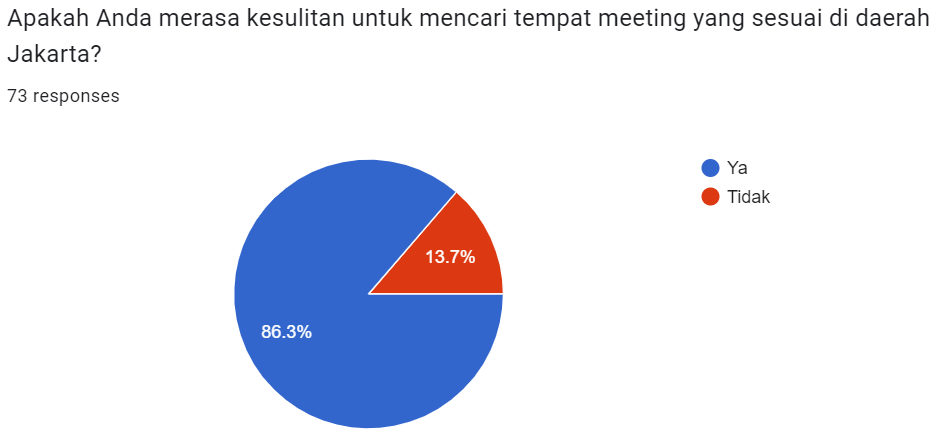 Apakah Anda merasa kesulitan untuk mencari tempat meeting yang sesuai di daerah
Jakarta?
73 responses
Ya
Tidak
13.7%
86.3%